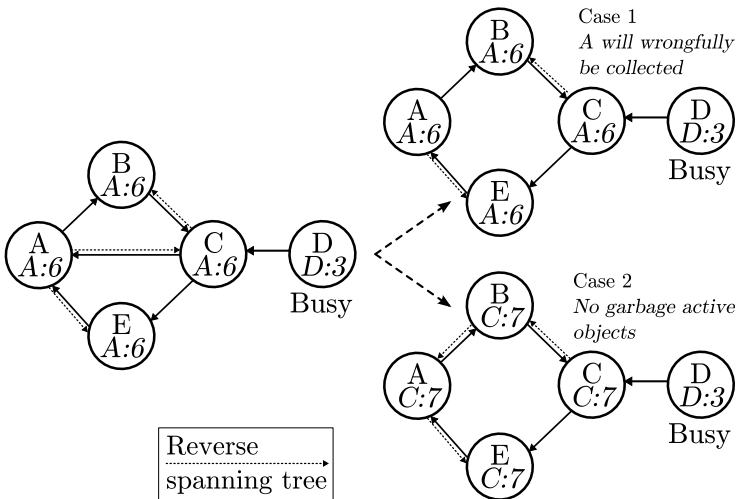 B
A:6
A
A:6
C
A:6
D
D:3
Busy
E
A:6
Case 1
A will wrongfully
be collected
B
A:6
A
A:6
C
A:6
D
D:3
Busy
E
A:6
Case 2
No garbage active
objects
B
C:7
A
C:7
C
C:7
D
D:3
Busy
E
C:7
Reverse
spanning tree